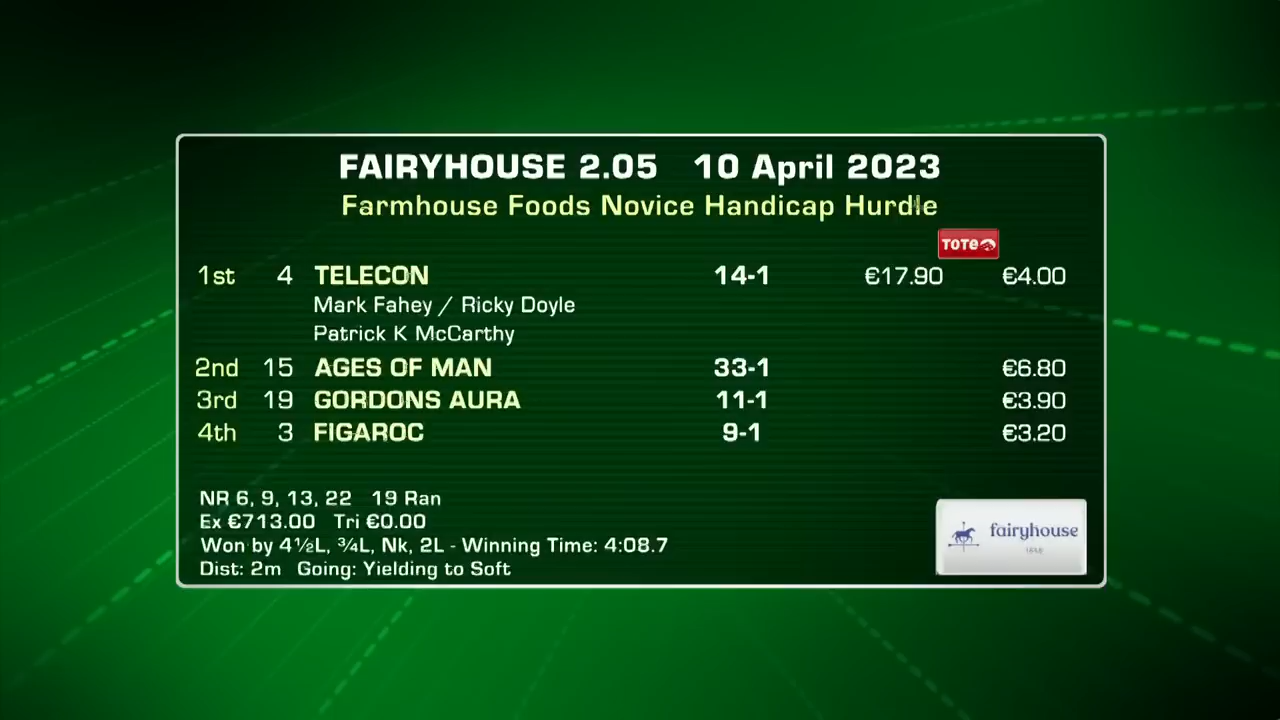 FAIRYHOUSE 2.05 10 April 2023
Farmhouse Foods Novice Handicap Hurdle
TOTE
1st 4 TELECON 14-1 €17.90 €4.00
Mark Fahey / Ricky Doyle
Patrick K McCarthy
2nd 15 AGES OF MAN 33-1 €6.80
3rd 19 GORDONS AURA 11-1 €3.90
4th 3 FIGAROC 9-1 €3.20
NR 6, 9, 13, 22 19 Ran
Ex €713.00 Tri €0.00
Won by 4½L, ¾L, Nk, 2L - Winning Time: 4:08.7
Dist: 2m Going: Yielding to Soft
fairyhouse